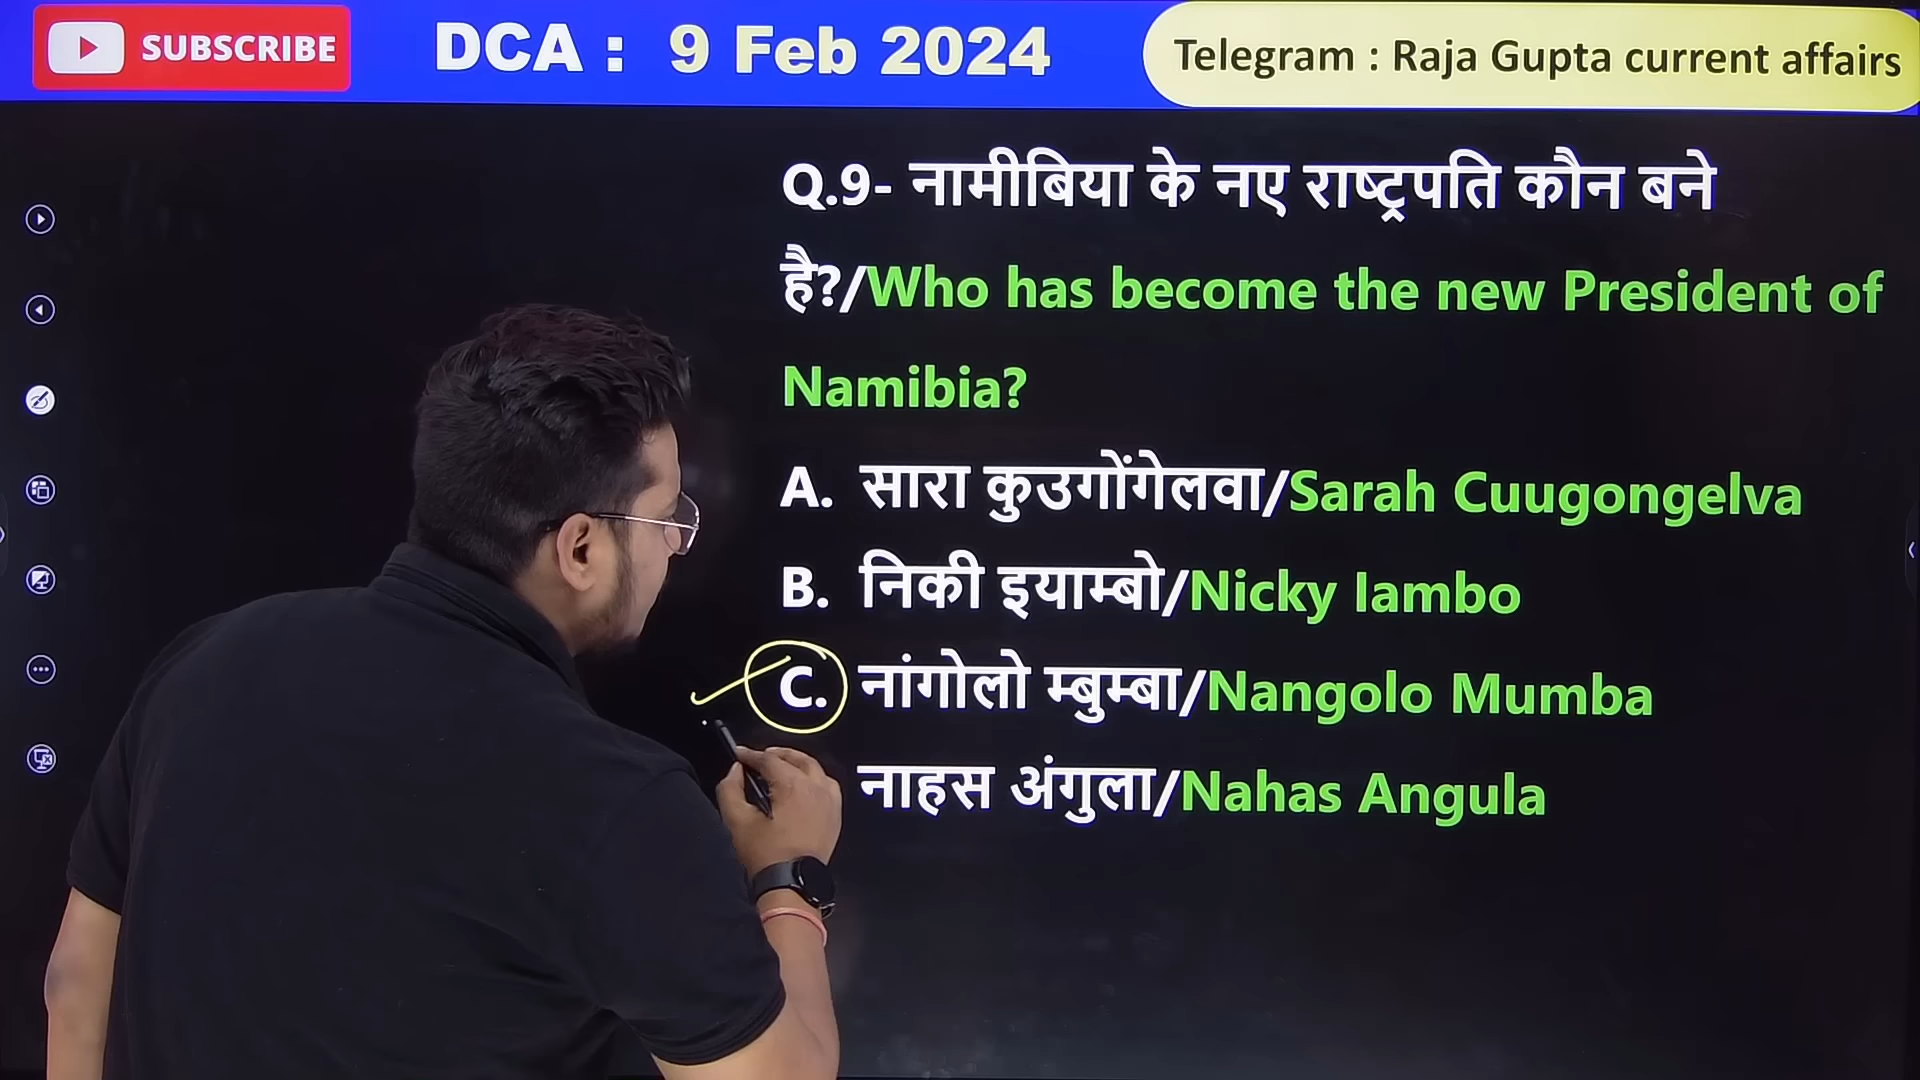 SUBSCRIBE
DCA : 9 Feb 2024
Telegram : Raja Gupta current affairs
Q.9- नामीबिया के नए राष्ट्रपति कौन बने
है?/Who has become the new President of
Namibia?
A. सारा कुउगोंगेलवा/Sarah Cuugongelva
B. निकी इयाम्बो/Nicky Iambo
C. नांगोलो म्बुम्बा/Nangolo Mumba
नाहस अंगुला/Nahas Angula